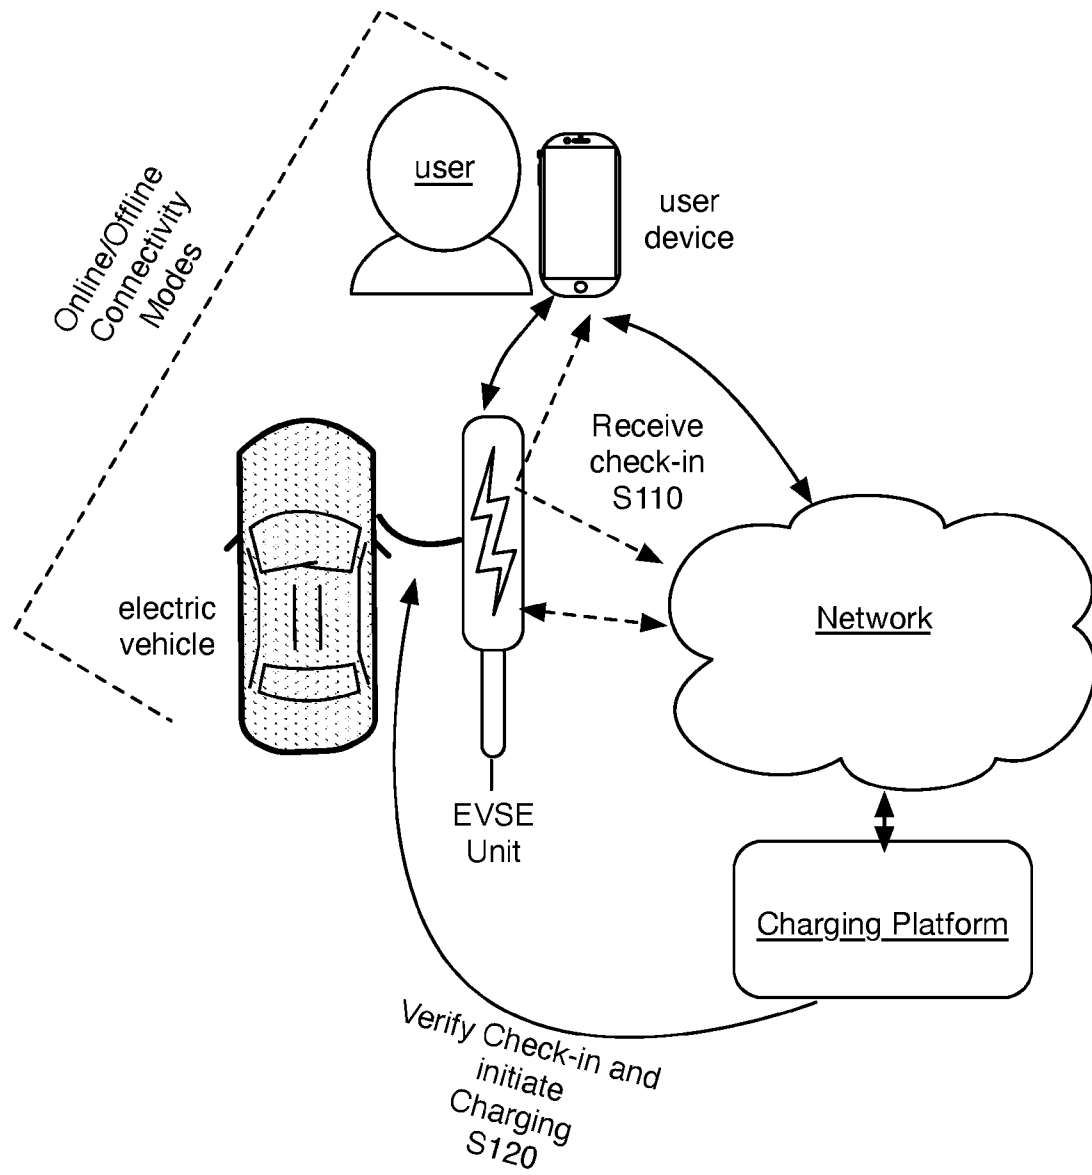 user
user
device
Online/Offline
Connectivity
Modes
Receive
check-in
S110
electric
vehicle
Network
EVSE
Unit
Charging Platform
Verify Check-in and
initiate
Charging
S120